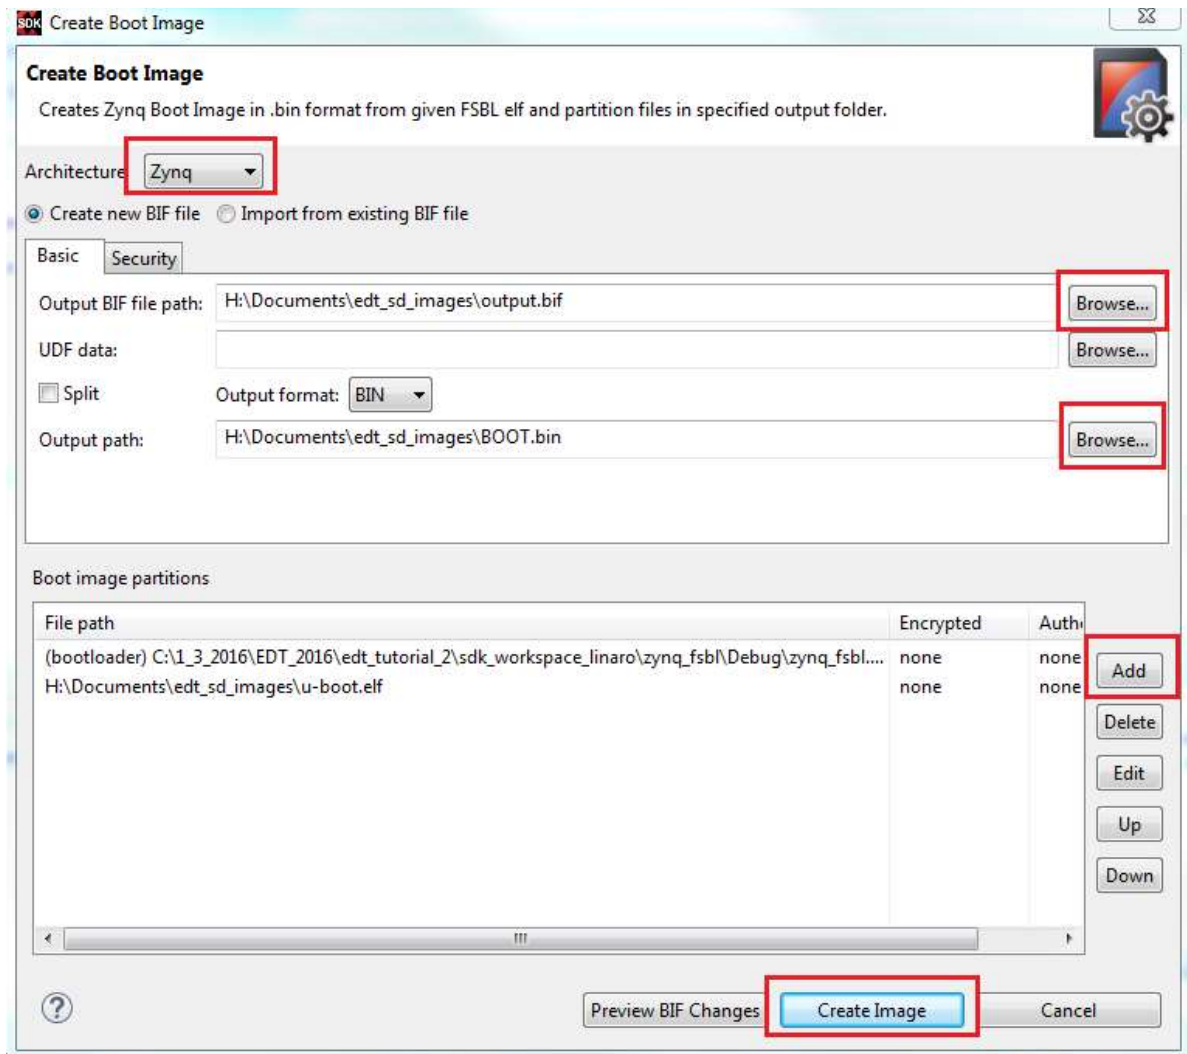 SDK Create Boot Image
Create Boot Image
Creates Zynq Boot Image in .bin format from given FSBL elf and partition files in specified output folder.
Architecture Zynq
Create new BIF file Import from existing BIF file
Basic Security
Output BIF file path: H:\Documents\edt_sd_images\output.bif Browse...
UDF data: Browse...
Split Output format: BIN
Output path: H:\Documents\edt_sd_images\BOOT.bin Browse...
Boot image partitions
File path Encrypted Authe
(bootloader) C:\1_3_2016\EDT_2016\edt_tutorial_2\sdk_workspace_linaro\zynq_fsbl\Debug\zynq_fsbl.... none none
H:\Documents\edt_sd_images\u-boot.elf none none
Add
Delete
Edit
Up
Down
? Preview BIF Changes Create Image Cancel